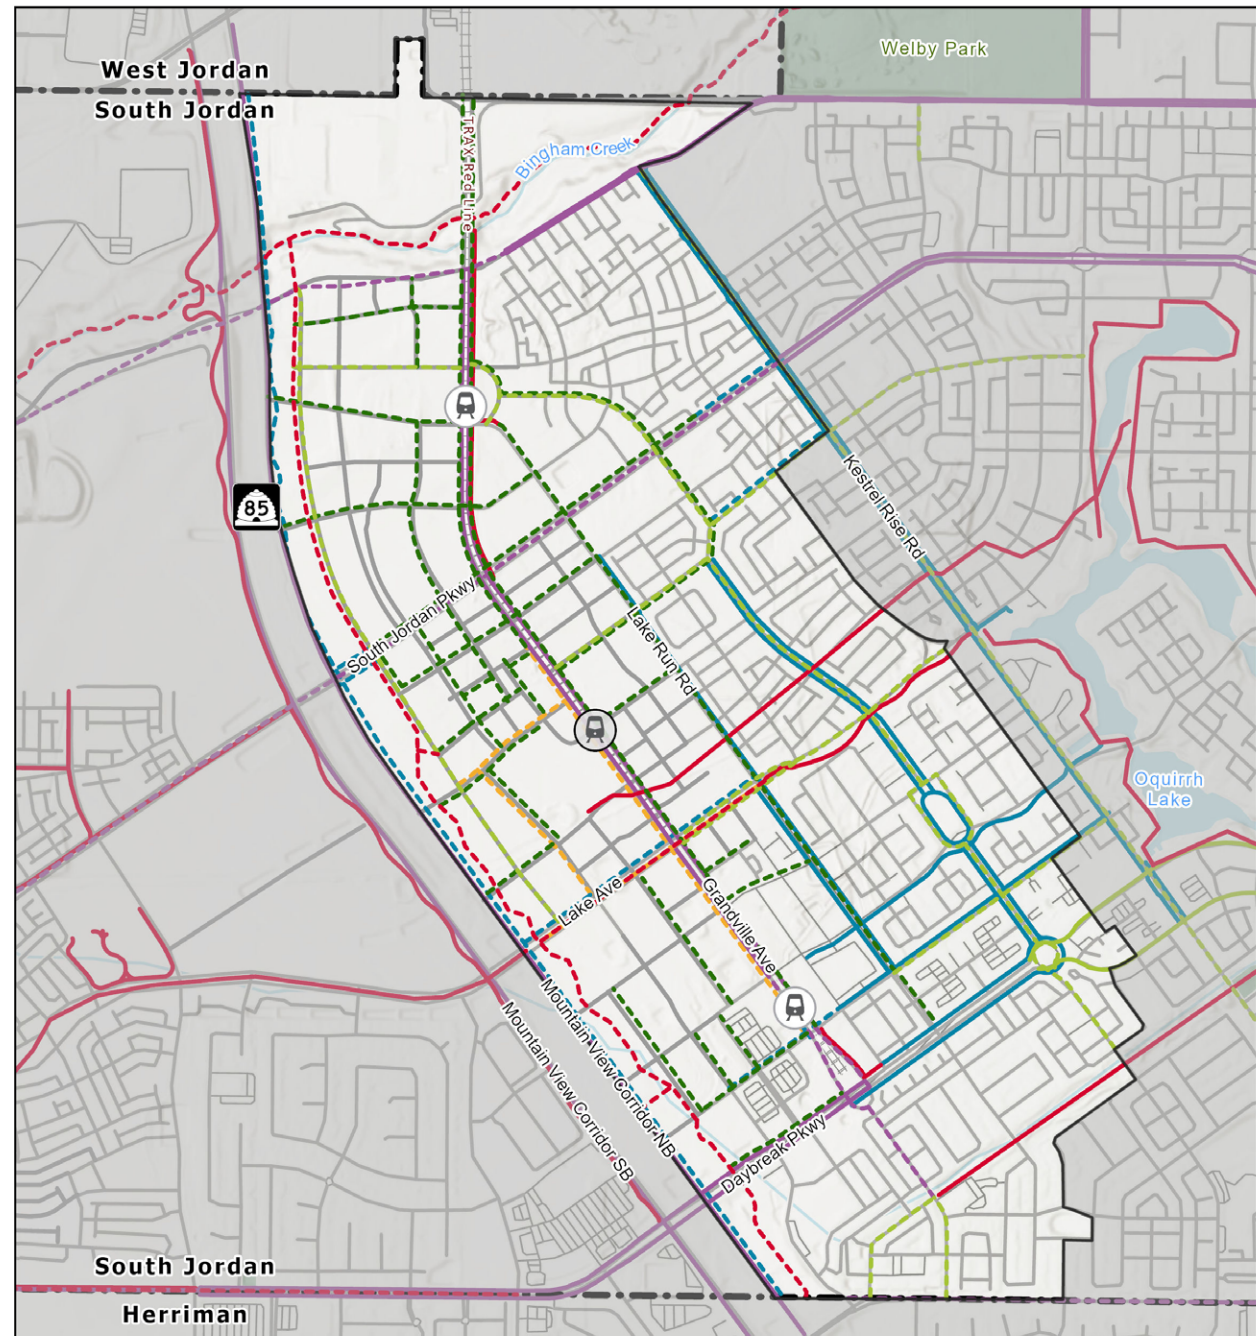 Welby Park
West Jordan
South Jordan
TRAX Red Line
Bingham Creek
Kestrel Rise Rd
85
South Jordan Pkwy
Lake Run Rd
Oquirrh
Lake
Lake Ave
Grandville Ave
Mountain View Corridor NB
Mountain View Corridor SB
Daybreak Pkwy
South Jordan
Herriman